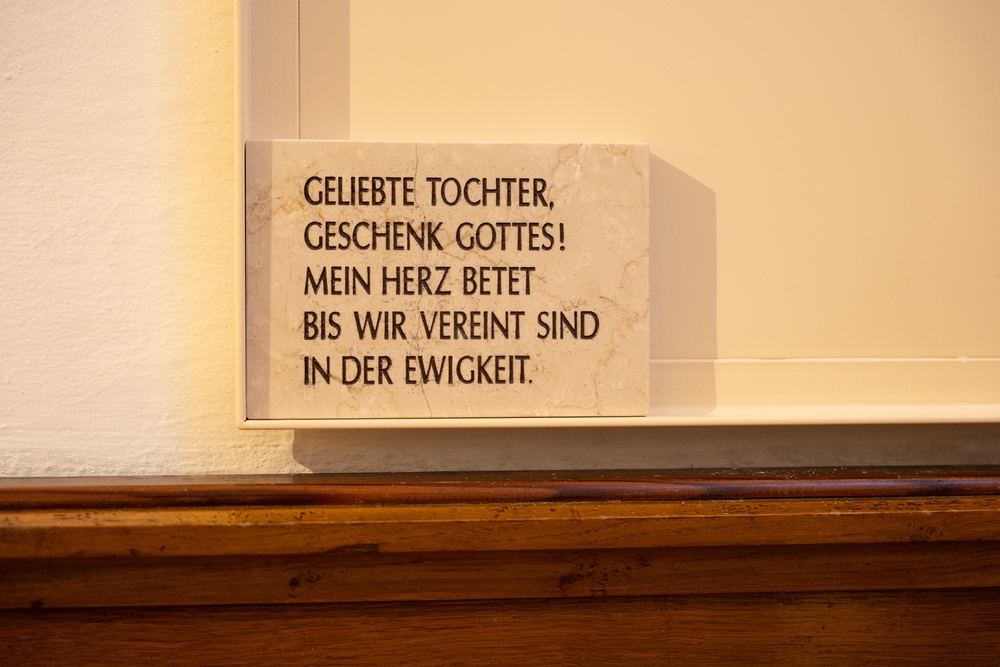 GELIEBTE TOCHTER,
GESCHENK GOTTES!
MEIN HERZ BETET
BIS WIR VEREINT SIND
IN DER EWIGKEIT.